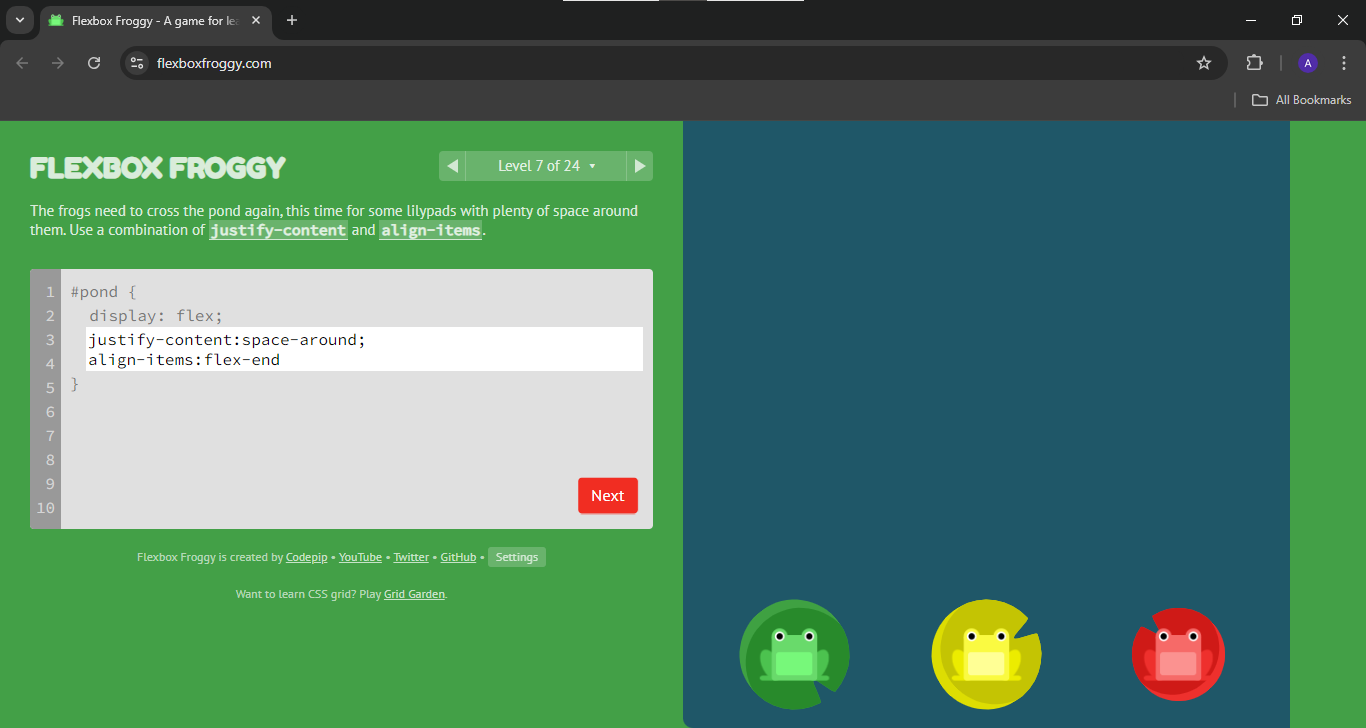 Flexbox Froggy - A game for le
flexboxfroggy.com
A
All Bookmarks
FLEXBOX FROGGY
Level 7 of 24
The frogs need to cross the pond again, this time for some lilypads with plenty of space around
them. Use a combination of justify-content and align-items.
1 #pond {
2 display: flex;
3 justify-content:space-around;
4 align-items:flex-end
5 }
6
7
8
9
10
Next
Flexbox Froggy is created by Codepip • YouTube • Twitter • GitHub • Settings
Want to learn CSS grid? Play Grid Garden.